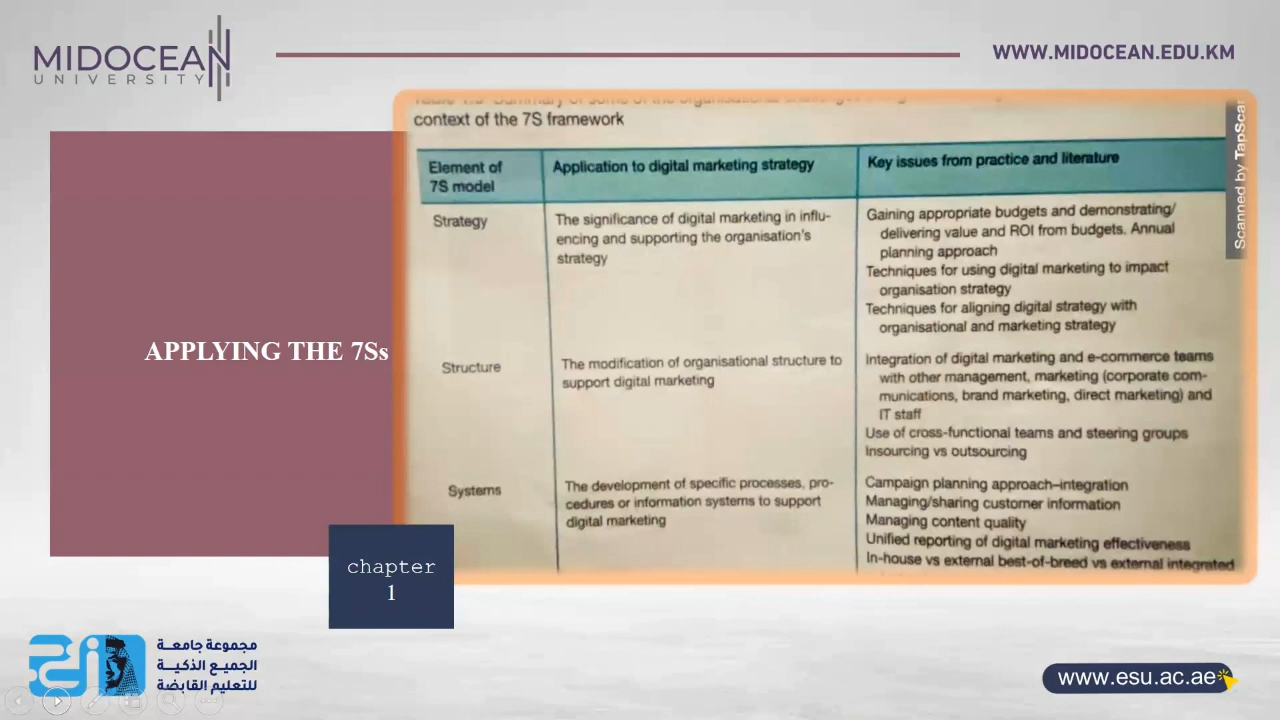 MIDOCEAN
UNIVERSITY
WWW.MIDOCEAN.EDU.KM
APPLYING THE 7Ss
chapter
1
context of the 7S framework
Element of
7S model
Application to digital marketing strategy
Key issues from practice and literature
Strategy
The significance of digital marketing in influ-
encing and supporting the organisation's
strategy
Gaining appropriate budgets and demonstrating/
delivering value and ROI from budgets. Annual
planning approach
Techniques for using digital marketing to impact
organisation strategy
Techniques for aligning digital strategy with
organisational and marketing strategy
Structure
The modification of organisational structure to
support digital marketing
Integration of digital marketing and e-commerce teams
with other management, marketing (corporate com-
munications, brand marketing, direct marketing) and
IT staff
Use of cross-functional teams and steering groups
Insourcing vs outsourcing
Systems
The development of specific processes, pro-
cedures or information systems to support
digital marketing
Campaign planning approach–integration
Managing/sharing customer information
Managing content quality
Unified reporting of digital marketing effectiveness
In-house vs external best-of-breed vs external integrated
Scanned by TapScan
مجموعة جامعة
الجميع الذكية
للتعليم القابضة
www.esu.ac.ae